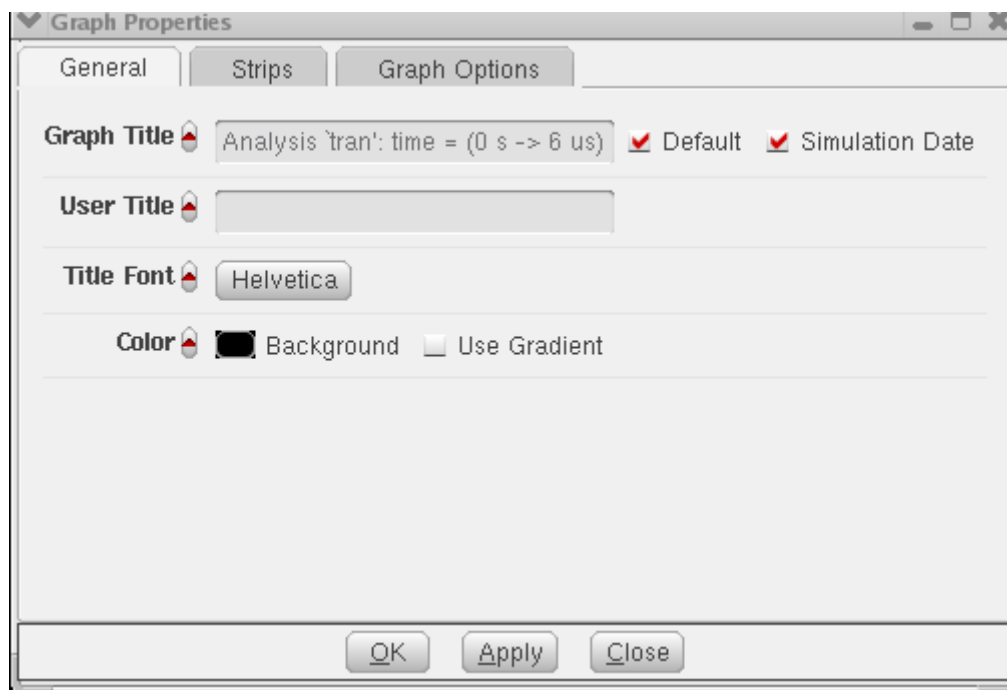 Graph Properties
General Strips Graph Options
Graph Title Analysis `tran': time = (0 s -> 6 us) Default Simulation Date
User Title
Title Font Helvetica
Color Background Use Gradient
OK Apply Close